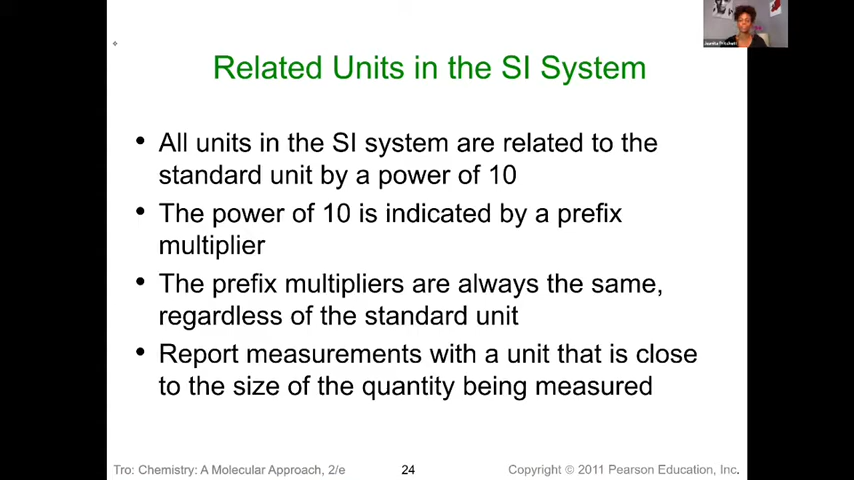 Related Units in the SI System
• All units in the SI system are related to the
standard unit by a power of 10
• The power of 10 is indicated by a prefix
multiplier
• The prefix multipliers are always the same,
regardless of the standard unit
• Report measurements with a unit that is close
to the size of the quantity being measured
Tro: Chemistry: A Molecular Approach, 2/e
24
Copyright © 2011 Pearson Education, Inc.